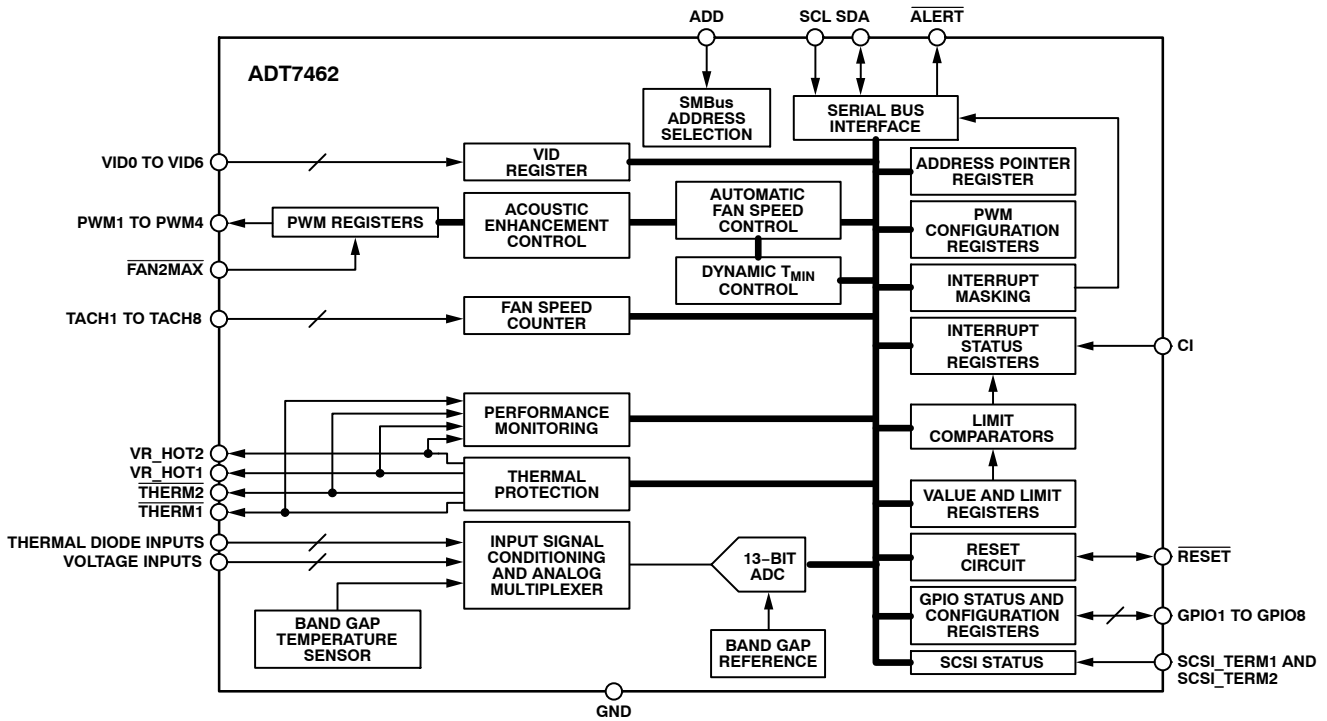 ADD
SCL SDA
ALERT
ADT7462
SMBus
ADDRESS
SELECTION
SERIAL BUS
INTERFACE
VID0 TO VID6
VID
REGISTER
ADDRESS POINTER
REGISTER
PWM1 TO PWM4
PWM REGISTERS
ACOUSTIC
ENHANCEMENT
CONTROL
AUTOMATIC
FAN SPEED
CONTROL
PWM
CONFIGURATION
REGISTERS
FAN2MAX
DYNAMIC TMIN
CONTROL
INTERRUPT
MASKING
TACH1 TO TACH8
FAN SPEED
COUNTER
INTERRUPT
STATUS
REGISTERS
CI
PERFORMANCE
MONITORING
LIMIT
COMPARATORS
VR_HOT2
VR_HOT1
THERM2
THERM1
THERMAL
PROTECTION
VALUE AND LIMIT
REGISTERS
THERMAL DIODE INPUTS
VOLTAGE INPUTS
INPUT SIGNAL
CONDITIONING
AND ANALOG
MULTIPLEXER
13–BIT
ADC
RESET
CIRCUIT
RESET
BAND GAP
TEMPERATURE
SENSOR
BAND GAP
REFERENCE
GPIO STATUS AND
CONFIGURATION
REGISTERS
GPIO1 TO GPIO8
SCSI STATUS
SCSI_TERM1 AND
SCSI_TERM2
GND